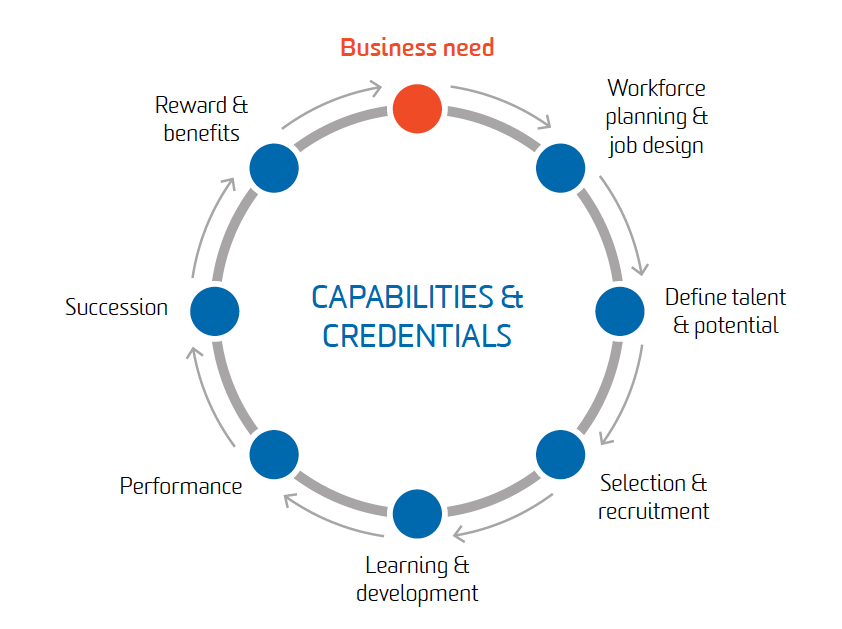 Business need
Workforce
planning &
job design
Define talent
& potential
Selection &
recruitment
Learning &
development
Performance
Succession
Reward &
benefits
CAPABILITIES &
CREDENTIALS